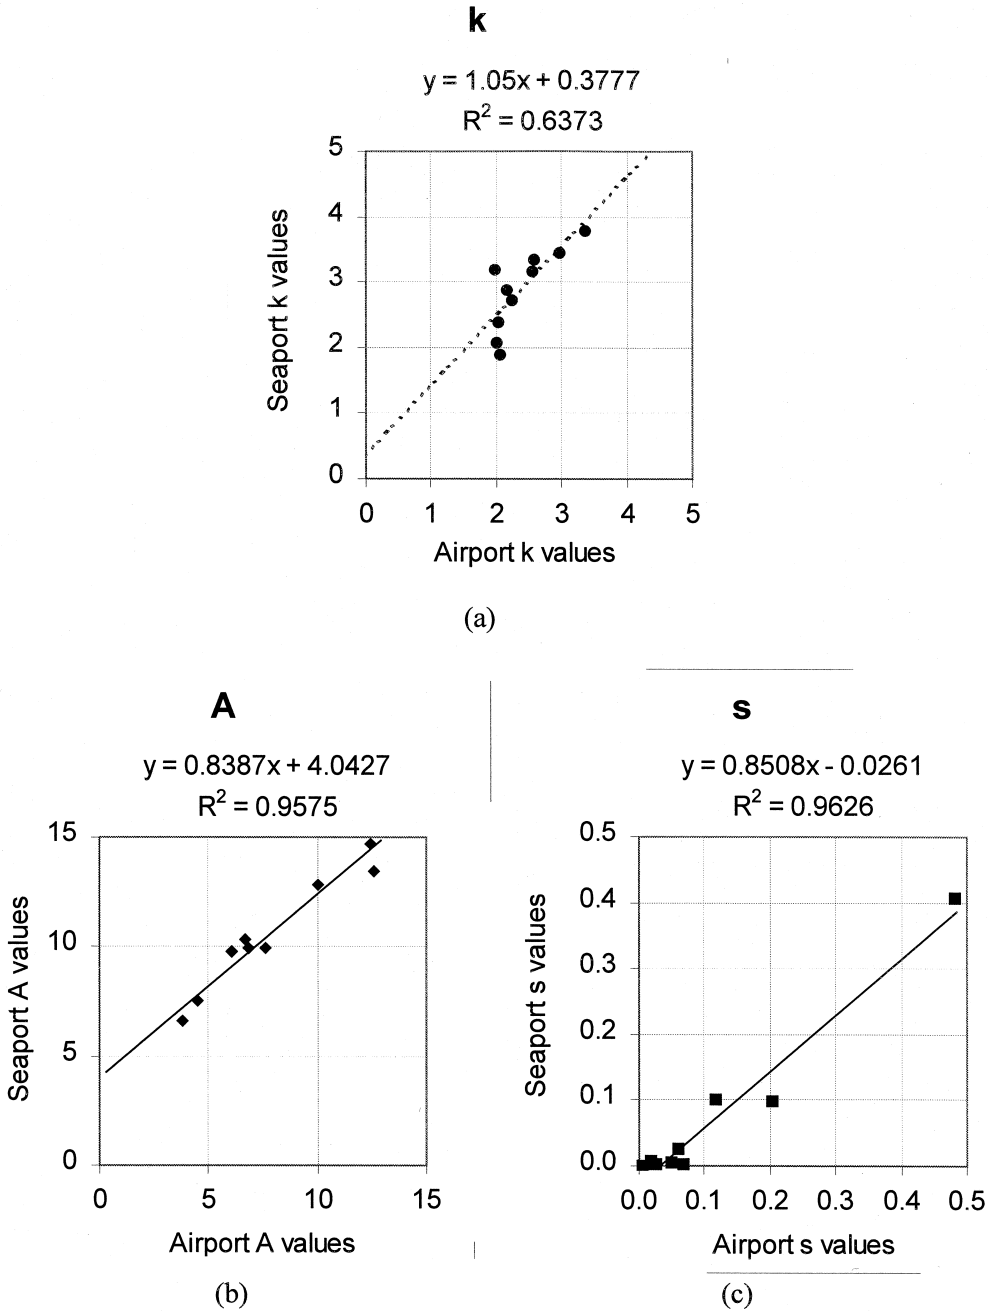 k
y = 1.05x + 0.3777
R² = 0.6373
5
4
3
2
1
0
0 1 2 3 4 5
Seaport k values
Airport k values
(a)
A
y = 0.8387x + 4.0427
R² = 0.9575
15
10
5
0
0 5 10 15
Seaport A values
Airport A values
(b)
s
y = 0.8508x - 0.0261
R² = 0.9626
0.5
0.4
0.3
0.2
0.1
0.0
0.0 0.1 0.2 0.3 0.4 0.5
Seaport s values
Airport s values
(c)